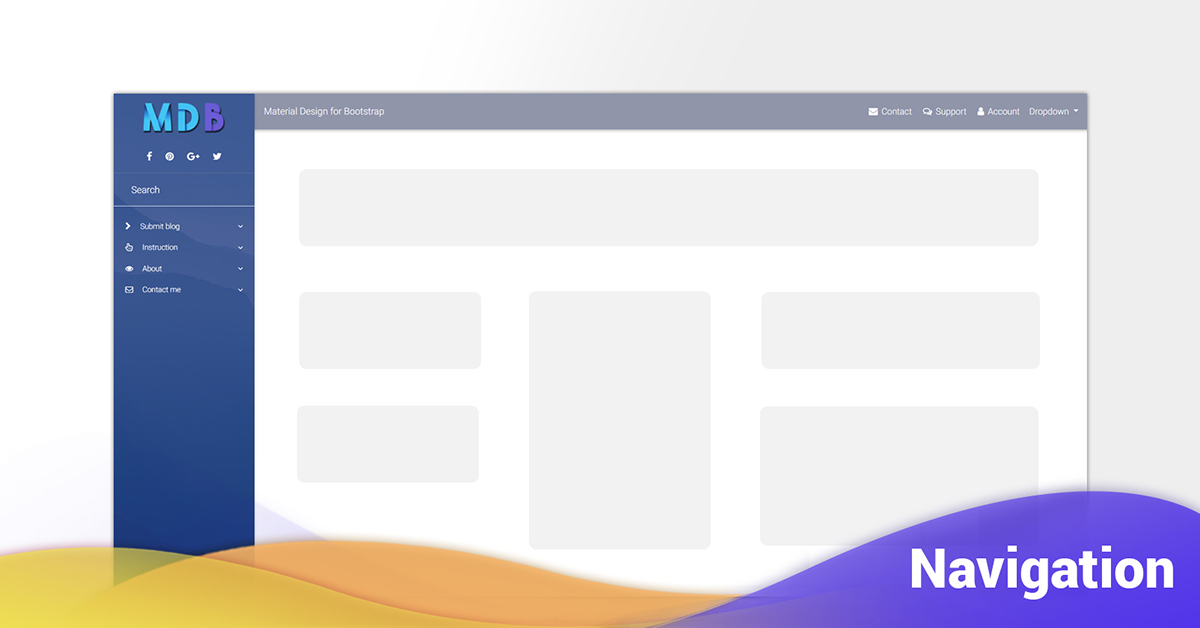 MDB
Material Design for Bootstrap
Contact Support Account Dropdown
G+
Search
Submit blog
Instruction
About
Contact me
Navigation